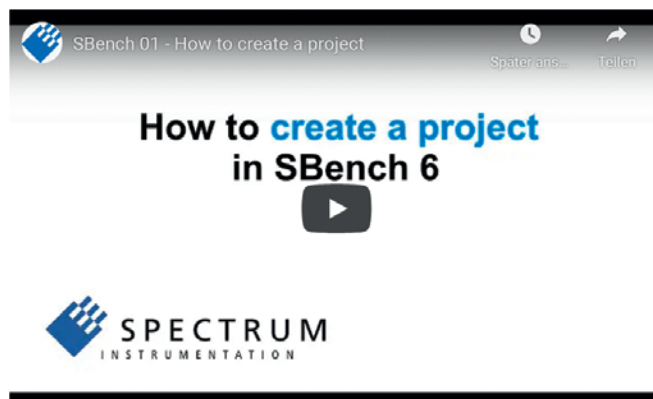 SBench 01 - How to create a project
Später ans...
Teilen
How to create a project
in SBench 6
SPECTRUM
INSTRUMENTATION